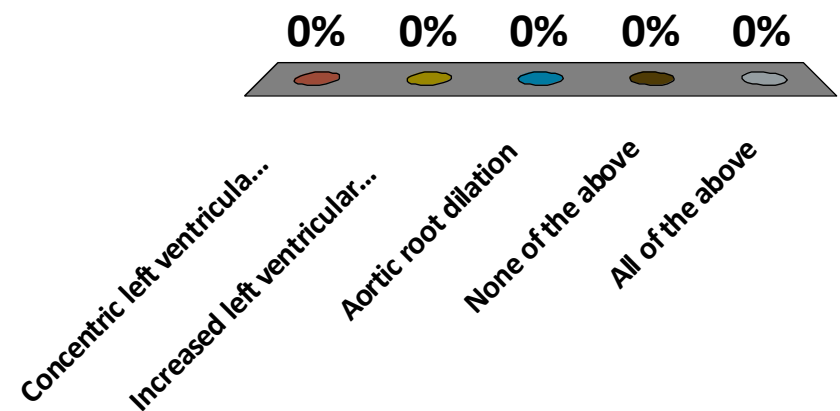 0% 0% 0% 0% 0%
Concentric left ventricula...
Increased left ventricular...
Aortic root dilation
None of the above
All of the above